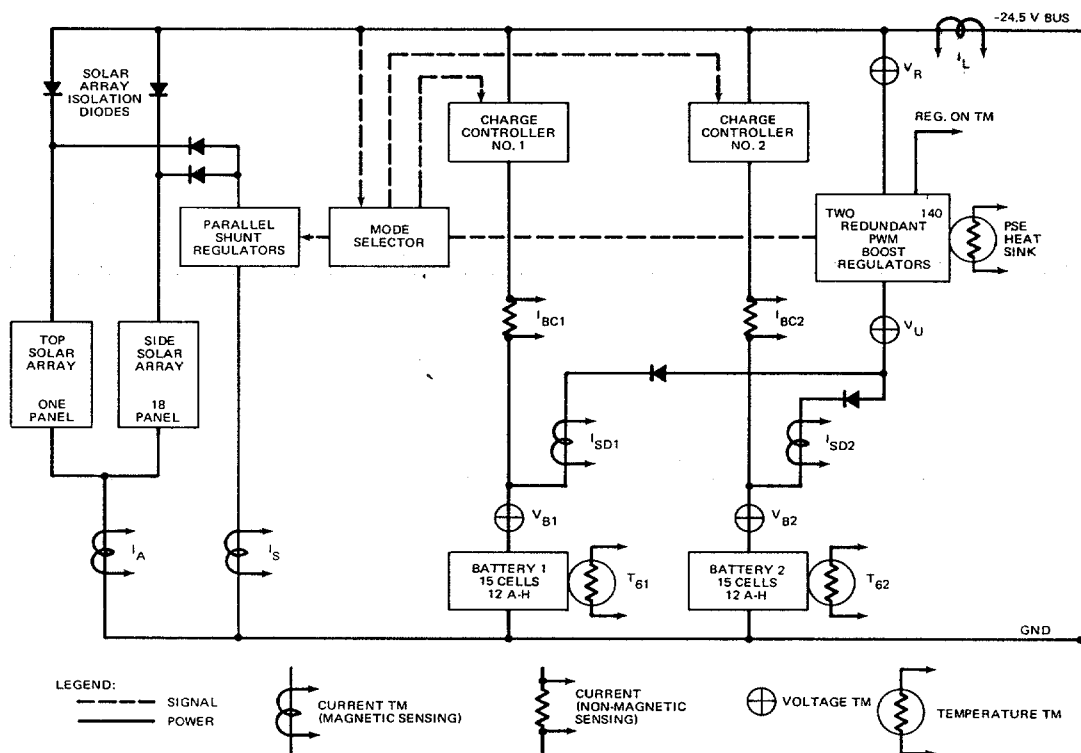 -24.5 V BUS
I_L
SOLAR
ARRAY
ISOLATION
DIODES
V_R
REG. ON TM
CHARGE
CONTROLLER
NO. 1
CHARGE
CONTROLLER
NO. 2
PARALLEL
SHUNT
REGULATORS
MODE
SELECTOR
TWO 140
REDUNDANT
PWM
BOOST
REGULATORS
PSE
HEAT
SINK
I_BC1
I_BC2
V_U
TOP
SOLAR
ARRAY
ONE
PANEL
SIDE
SOLAR
ARRAY
18
PANEL
I_SD1
I_SD2
V_B1
V_B2
I_A
I_S
BATTERY 1
15 CELLS
12 A-H
T_61
BATTERY 2
15 CELLS
12 A-H
T_62
GND
LEGEND:
SIGNAL
POWER
CURRENT TM
(MAGNETIC SENSING)
CURRENT
(NON-MAGNETIC
SENSING)
VOLTAGE TM
TEMPERATURE TM